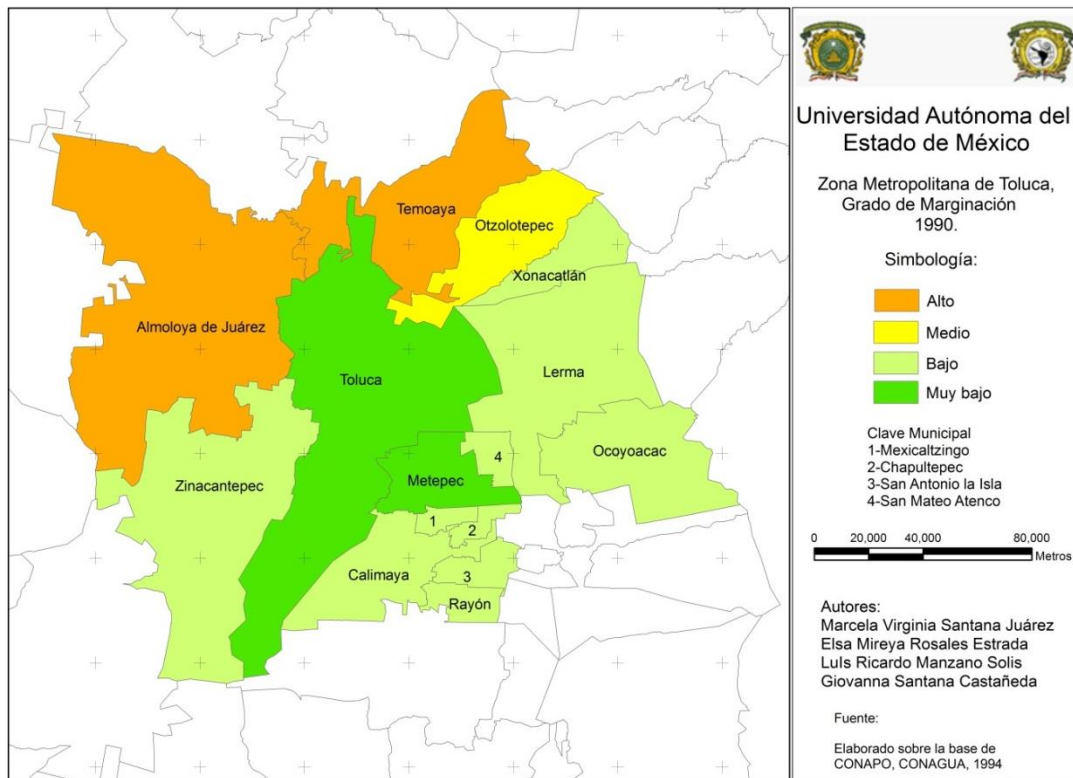 Temoaya
Otzolotepec
Xonacatlán
Almoloya de Juárez
Toluca
Lerma
Ocoyoacac
4
Metepec
Zinacantepec
1
2
Calimaya
3
Rayón
Universidad Autónoma del
Estado de México
Zona Metropolitana de Toluca,
Grado de Marginación
1990.
Simbología:
Alto
Medio
Bajo
Muy bajo
Clave Municipal
1-Mexicaltzingo
2-Chapultepec
3-San Antonio la Isla
4-San Mateo Atenco
0 20,000 40,000 80,000
Metros
Autores:
Marcela Virginia Santana Juárez
Elsa Mireya Rosales Estrada
LuIs Ricardo Manzano Solis
Giovanna Santana Castañeda
Fuente:
Elaborado sobre la base de
CONAPO, CONAGUA, 1994